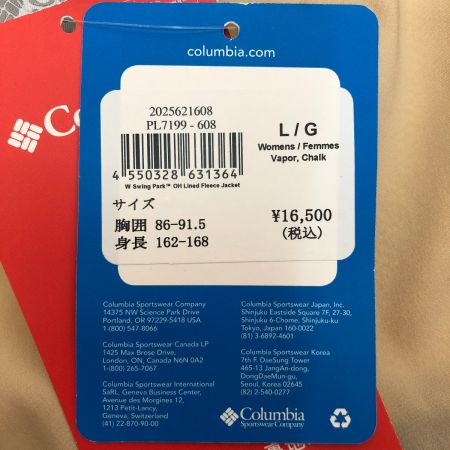 columbia.com
2025621608
PL7199-608
4 550328 631364
W Swing Park™ OH Lined Fleece Jacket
L / G
Womens / Femmes
Vapor, Chalk
サイズ
胸囲 86-91.5
身長 162-168
¥16,500
(税込)
Columbia Sportswear Company
14375 NW Science Park Drive
Portland, OR 97229-5418 USA
1-(800) 547-8066
Columbia Sportswear Canada LP
1425 Max Brose Drive,
London, ON, Canada N6N 0A2
1-(800) 265-7067
Columbia Sportswear International
SaRL, Geneva Business Center,
Avenue des Morgines 12,
1213 Petit-Lancy,
Geneva, Switzerland
(41) 22-870-90-00
Columbia Sportswear Japan, Inc.
Shinjuku Eastside Square 7F, 27-30,
Shinjuku 6-Chome, Shinjuku-ku
Tokyo, Japan 160-0022
(81) 3-6892-4601
Columbia Sportswear Korea
7th F. DaeSung Tower
465-13 JangAn-dong,
DongDaeMun-gu,
Seoul, Korea 02645
(82) 2-540-0277
Columbia
Sportswear Company